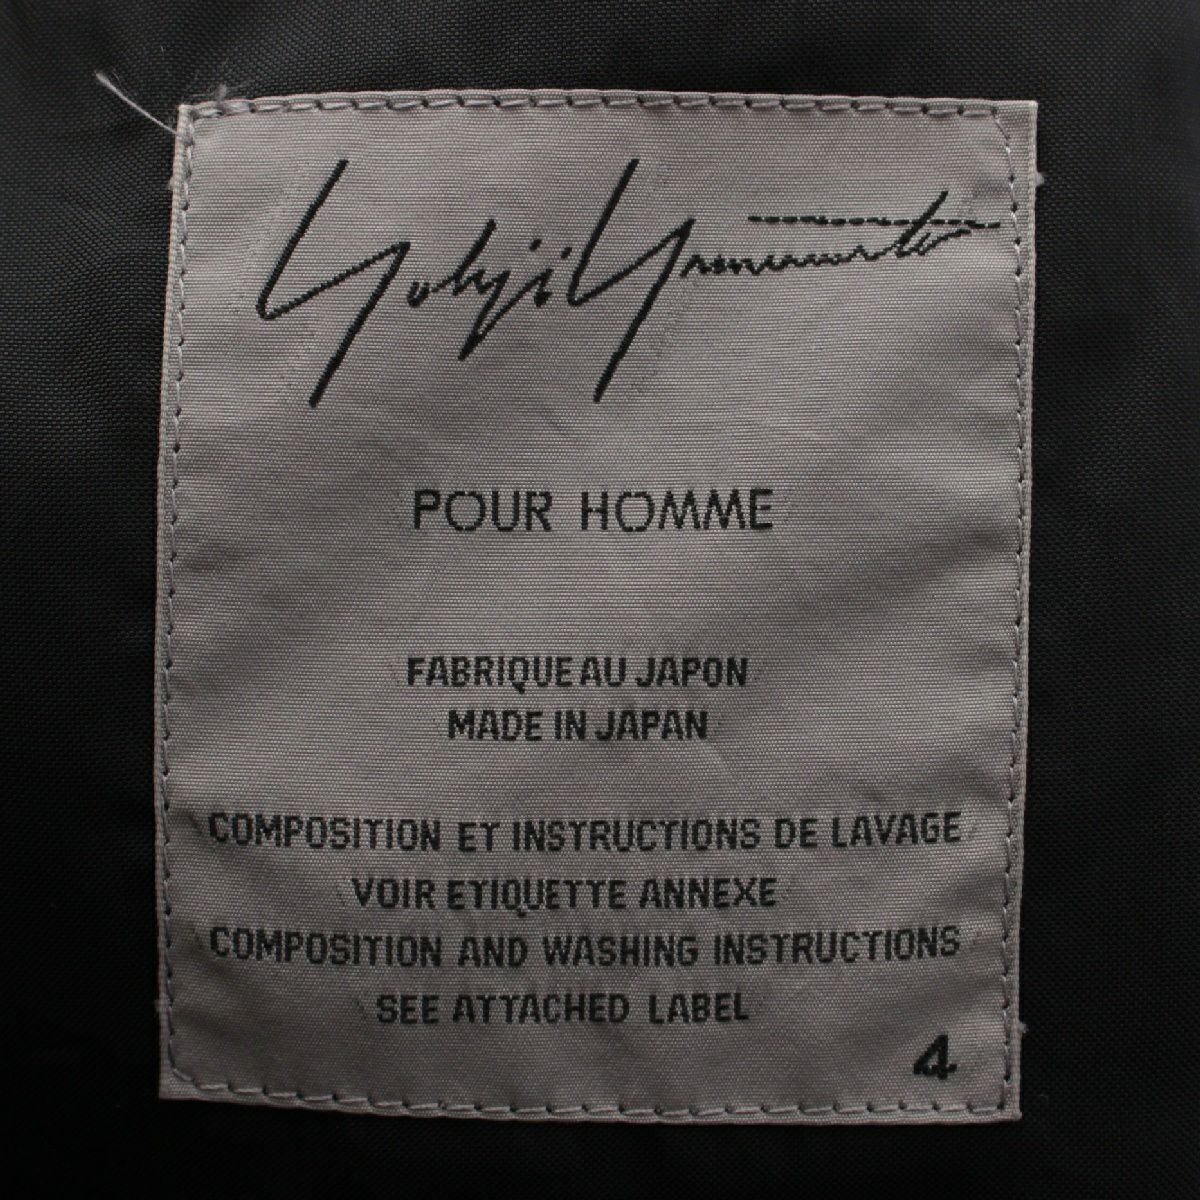 Yohji Yamamoto
POUR HOMME
FABRIQUE AU JAPON
MADE IN JAPAN
COMPOSITION ET INSTRUCTIONS DE LAVAGE
VOIR ETIQUETTE ANNEXE
COMPOSITION AND WASHING INSTRUCTIONS
SEE ATTACHED LABEL
4